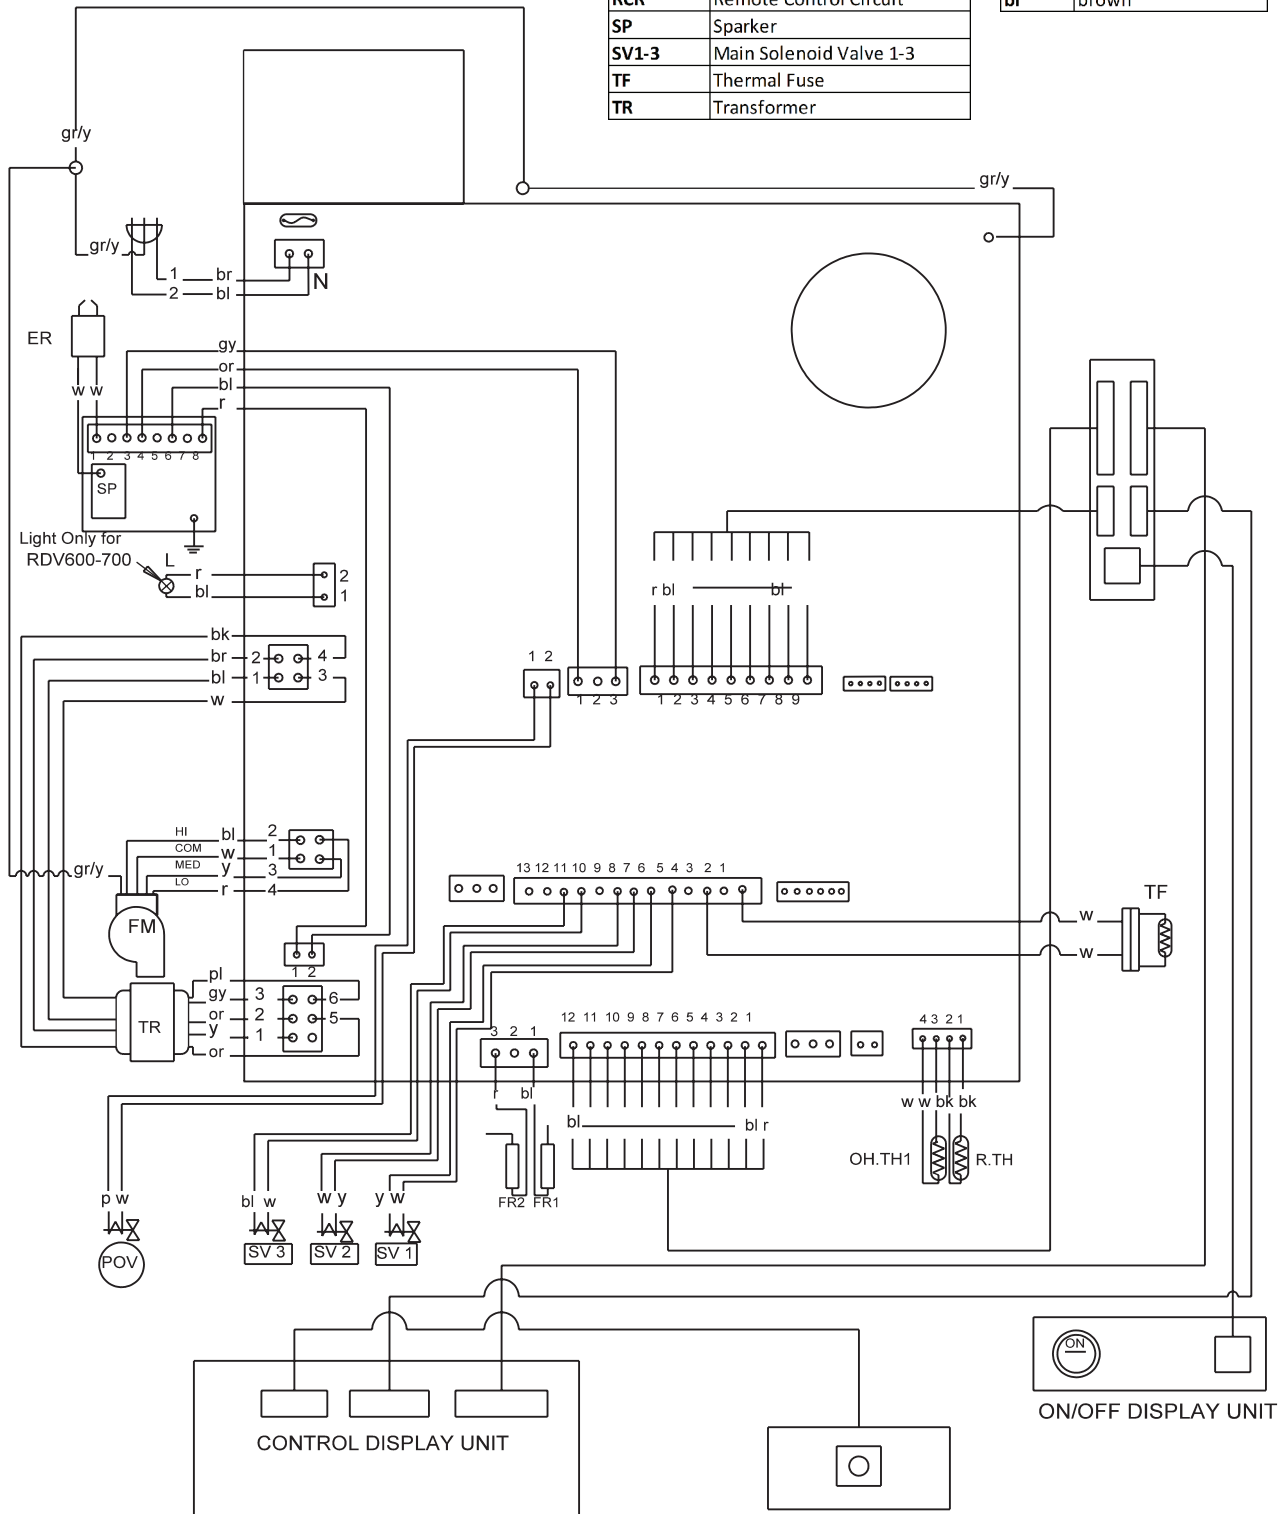 RCR Remote Control Circuit
SP Sparker
SV1-3 Main Solenoid Valve 1-3
TF Thermal Fuse
TR Transformer
br brown
gr/y
gr/y
gr/y
1 br
2 bl
N
ER
w w
gy
or
bl
r
1 2 3 4 5 6 7 8
SP
Light Only for
RDV600-700
L
r
bl
2
1
r bl
bl
bk
br 2 4
bl 1 3
w
1 2
1 2 3
1 2 3 4 5 6 7 8 9
HI bl 2
COM w 1
MED y 3
LO r 4
gr/y
FM
13 12 11 10 9 8 7 6 5 4 3 2 1
TF
w
w
1 2
pl
gy 3 6
or 2 5
y 1
or
TR
3 2 1
12 11 10 9 8 7 6 5 4 3 2 1
4 3 2 1
r bl
bl
bl r
w w bk bk
OH.TH1
R.TH
FR2 FR1
p w
bl w
w y
y w
POV
SV 3
SV 2
SV 1
ON
ON/OFF DISPLAY UNIT
CONTROL DISPLAY UNIT